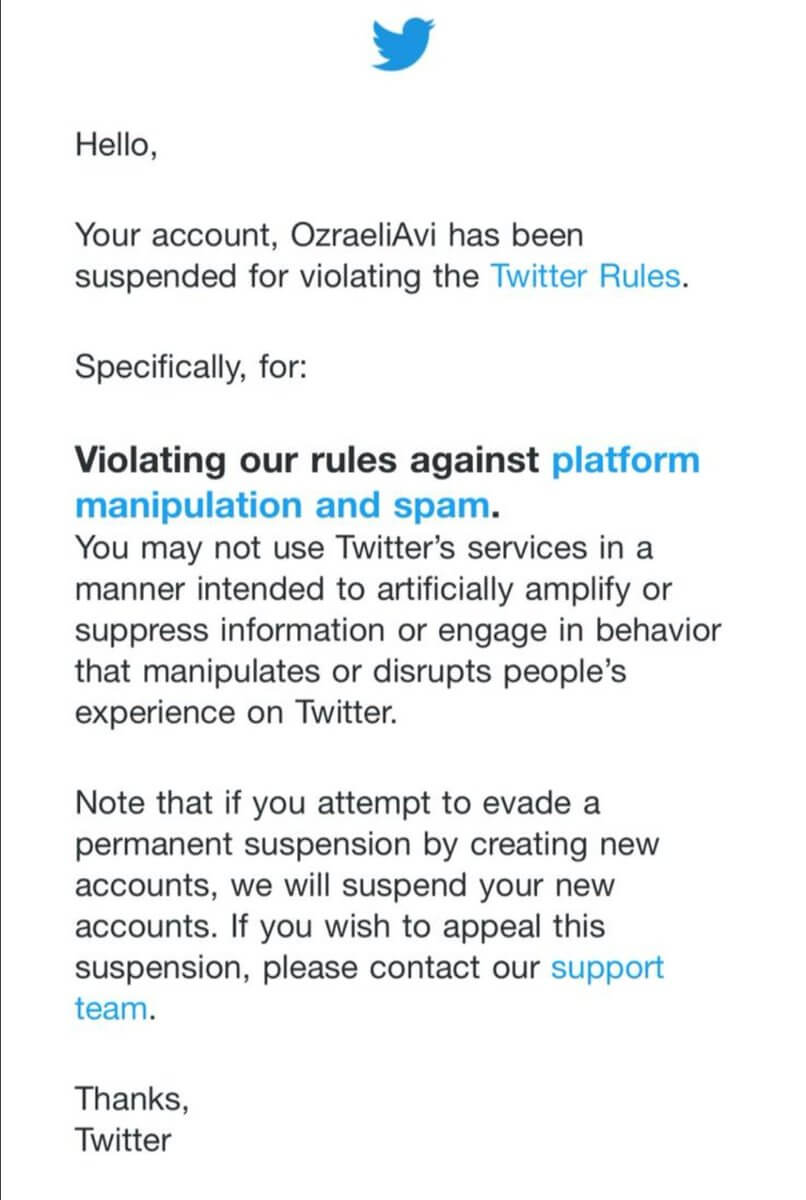 Hello,
Your account, OzraeliAvi has been
suspended for violating the Twitter Rules.
Specifically, for:
Violating our rules against platform
manipulation and spam.
You may not use Twitter’s services in a
manner intended to artificially amplify or
suppress information or engage in behavior
that manipulates or disrupts people’s
experience on Twitter.
Note that if you attempt to evade a
permanent suspension by creating new
accounts, we will suspend your new
accounts. If you wish to appeal this
suspension, please contact our support
team.
Thanks,
Twitter